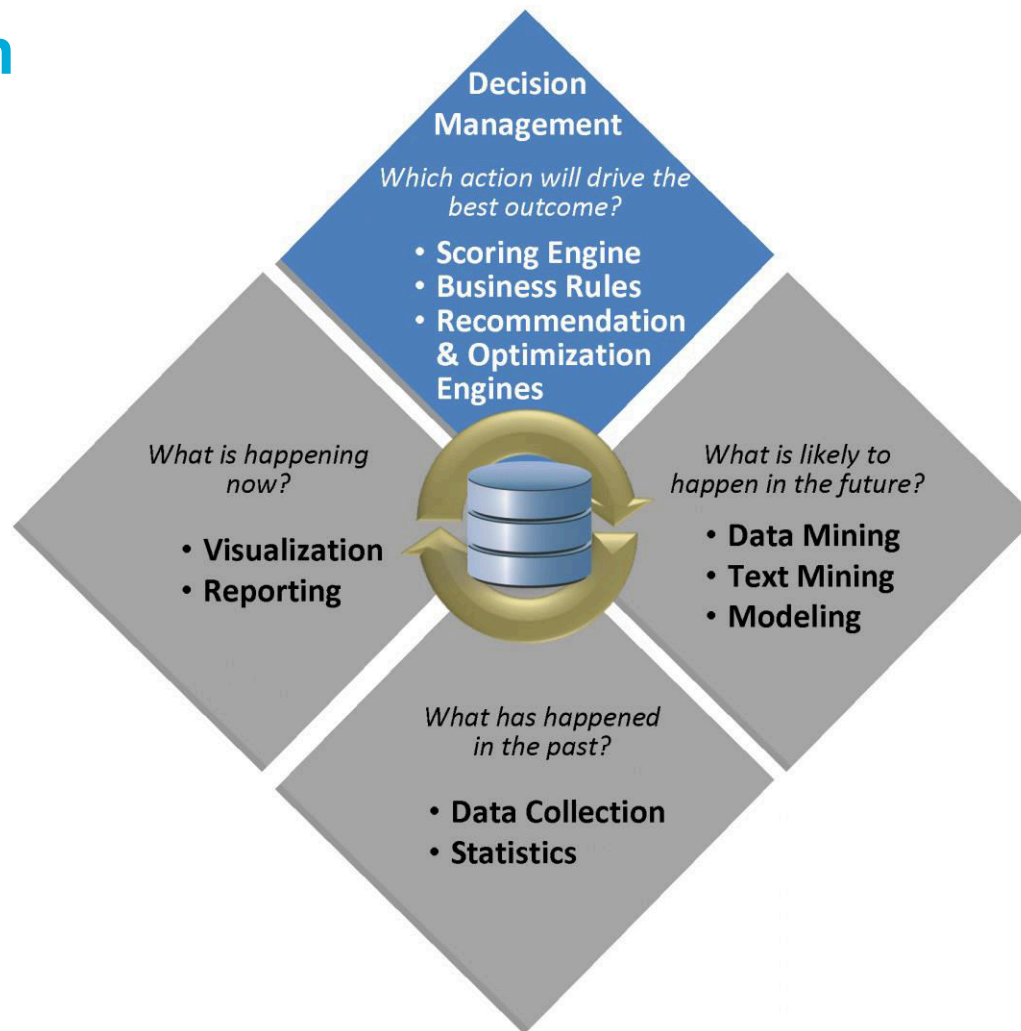 Decision
Management
Which action will drive the
best outcome?
• Scoring Engine
• Business Rules
• Recommendation
& Optimization
Engines
What is happening
now?
• Visualization
• Reporting
What is likely to
happen in the future?
• Data Mining
• Text Mining
• Modeling
What has happened
in the past?
• Data Collection
• Statistics